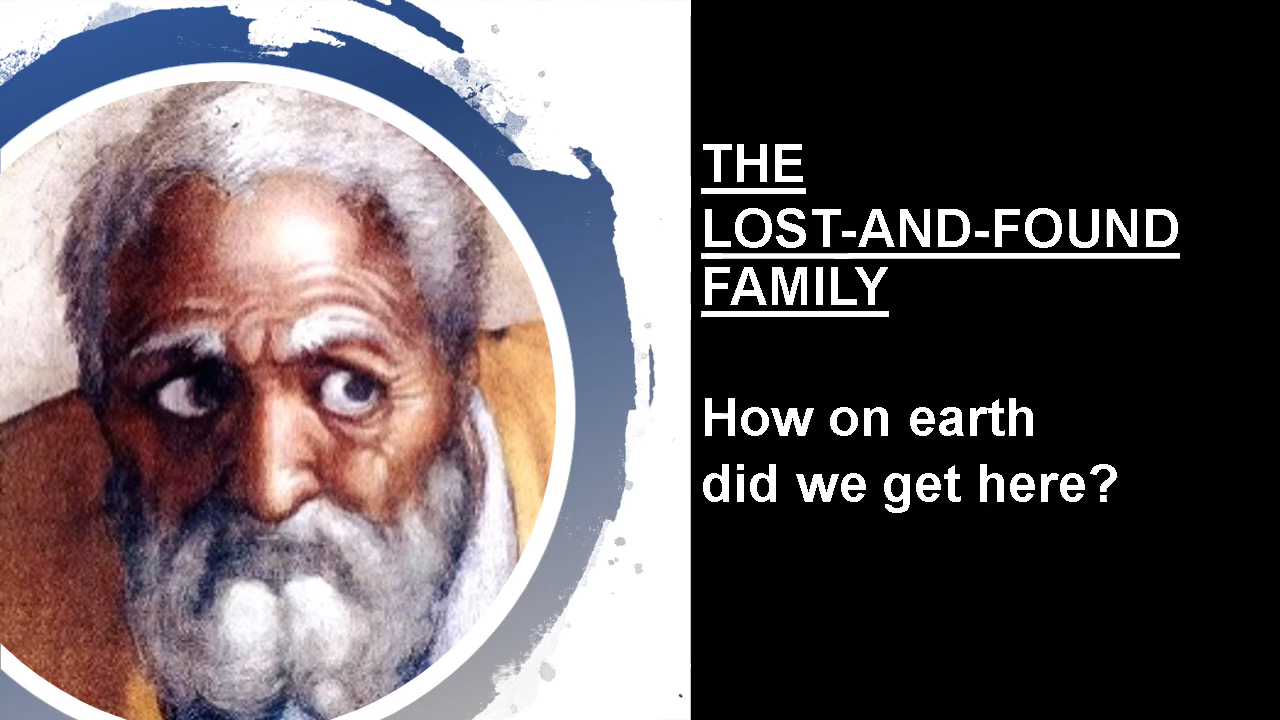 THE
LOST-AND-FOUND
FAMILY
How on earth
did we get here?